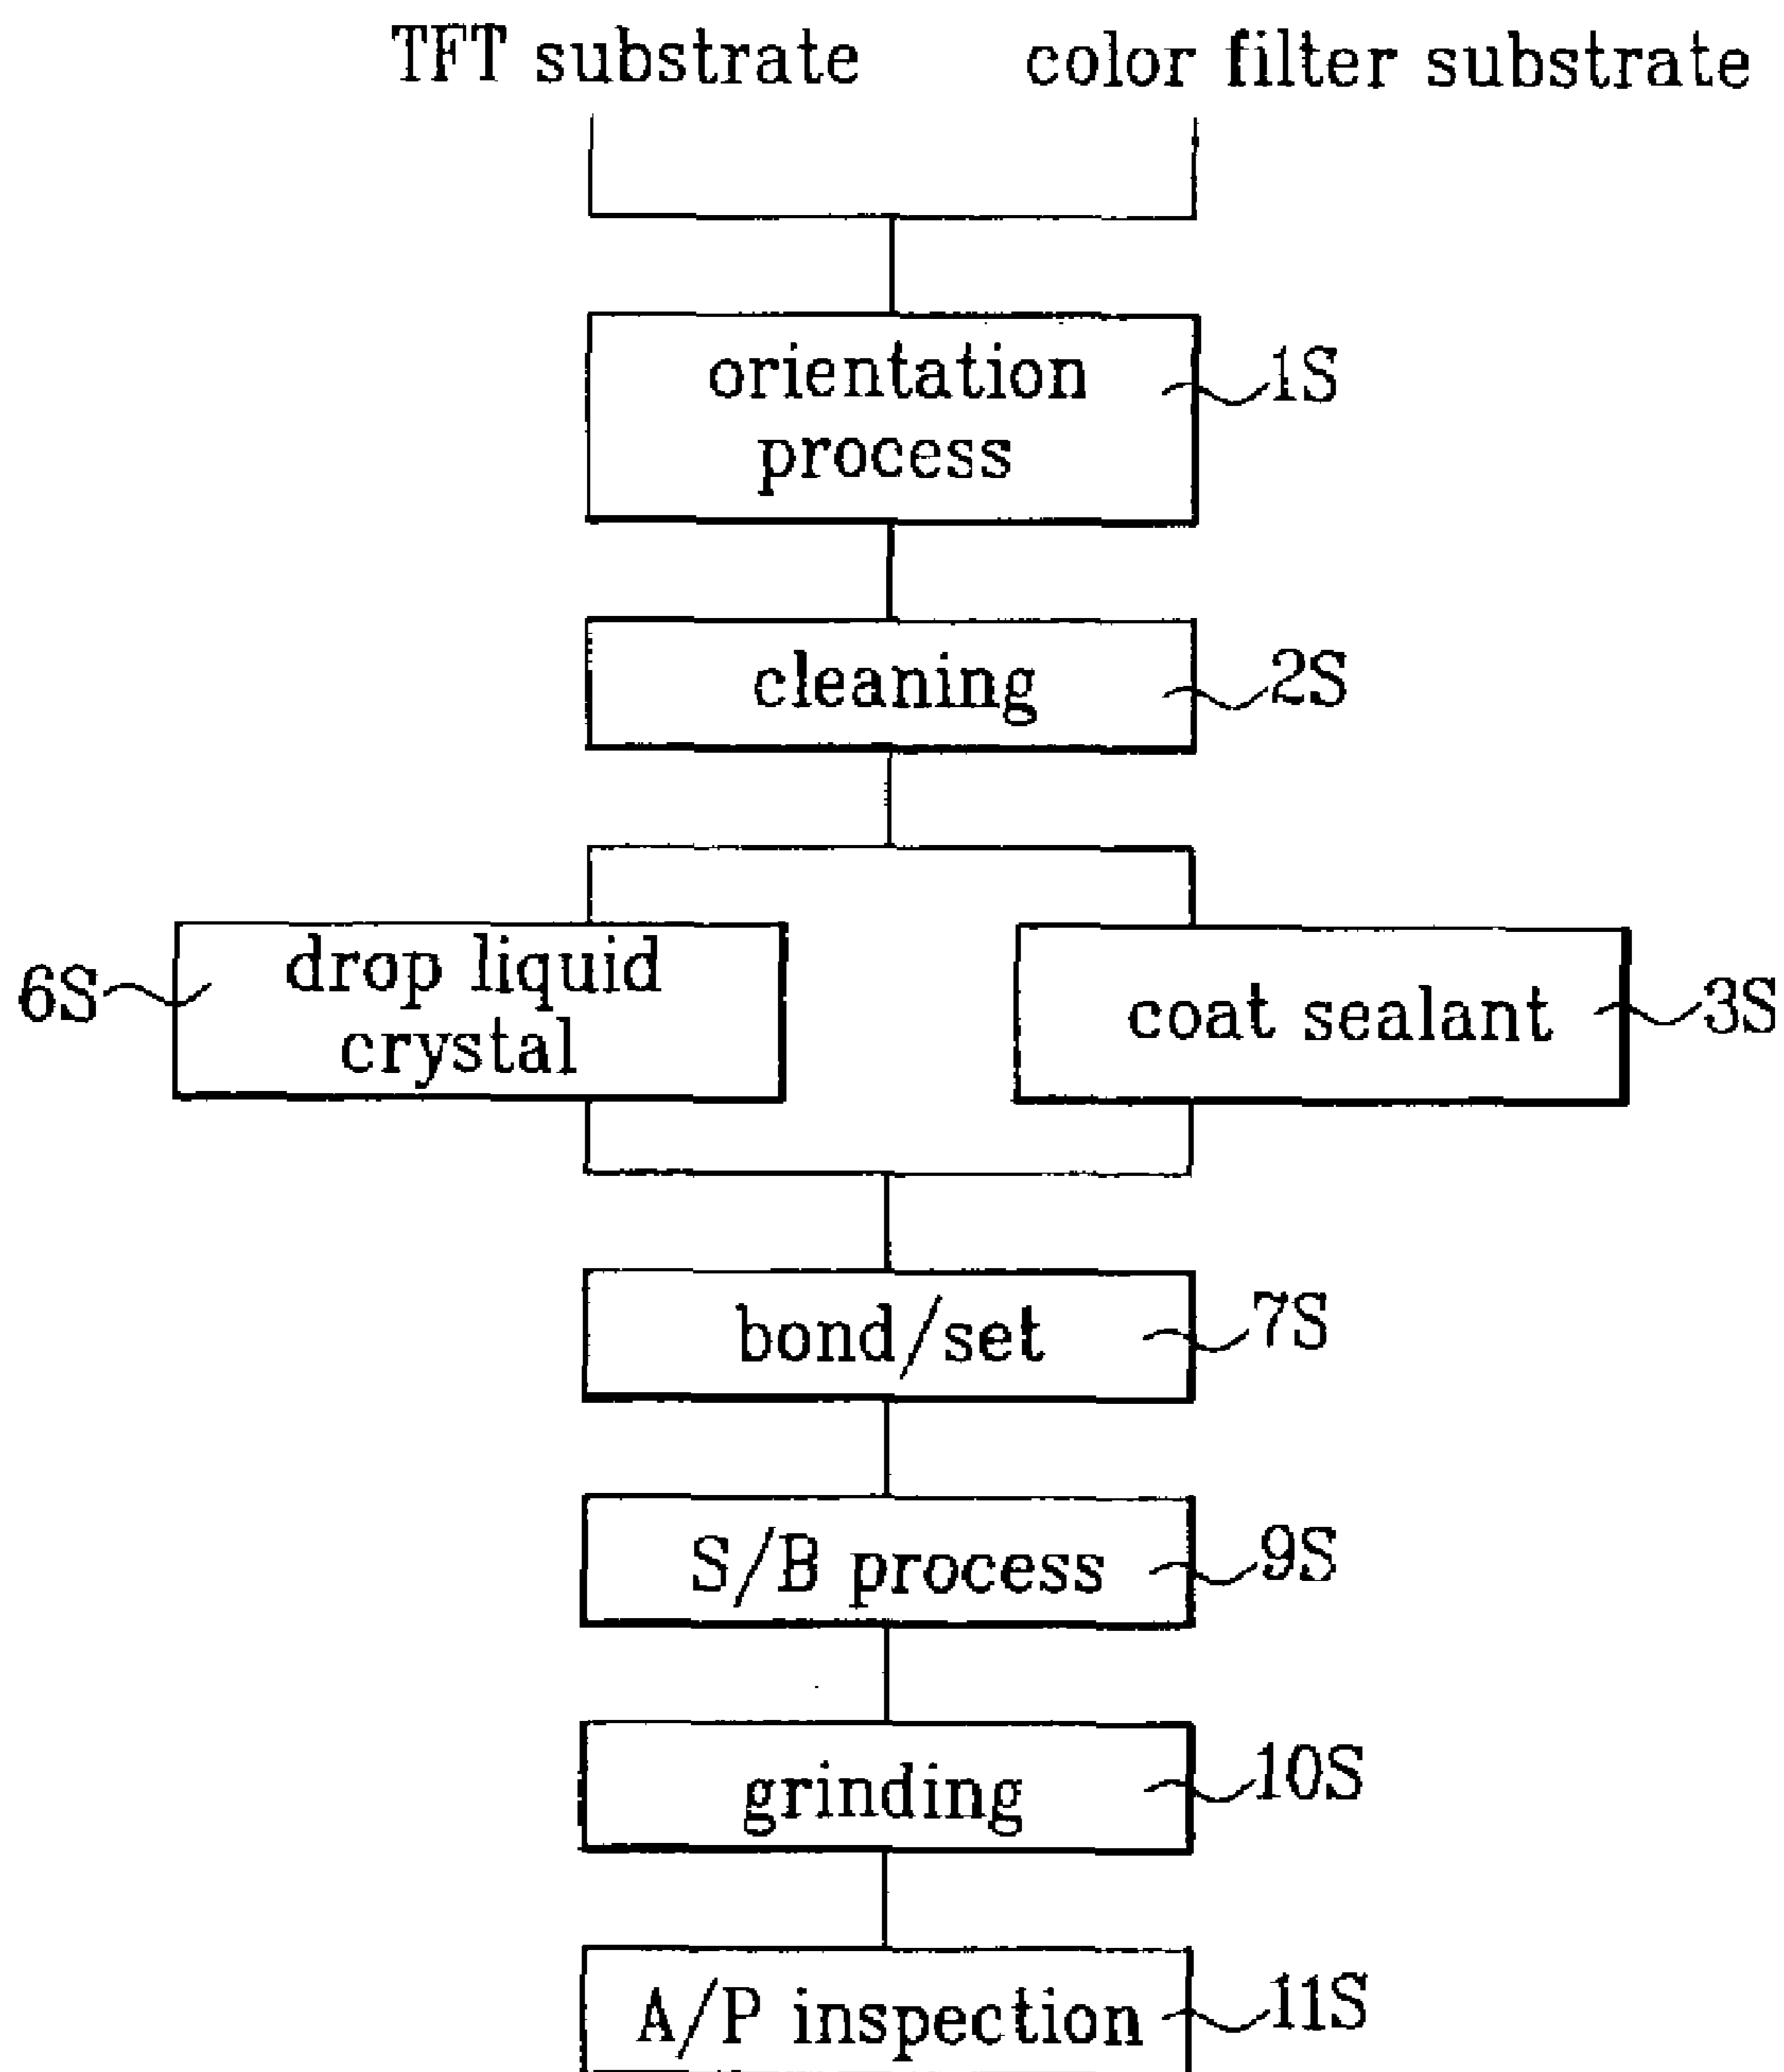 TFT substrate
color filter substrate
orientation
process
1S
cleaning
2S
6S
drop liquid
crystal
coat sealant
3S
bond/set
7S
S/B process
9S
grinding
10S
A/P inspection
11S